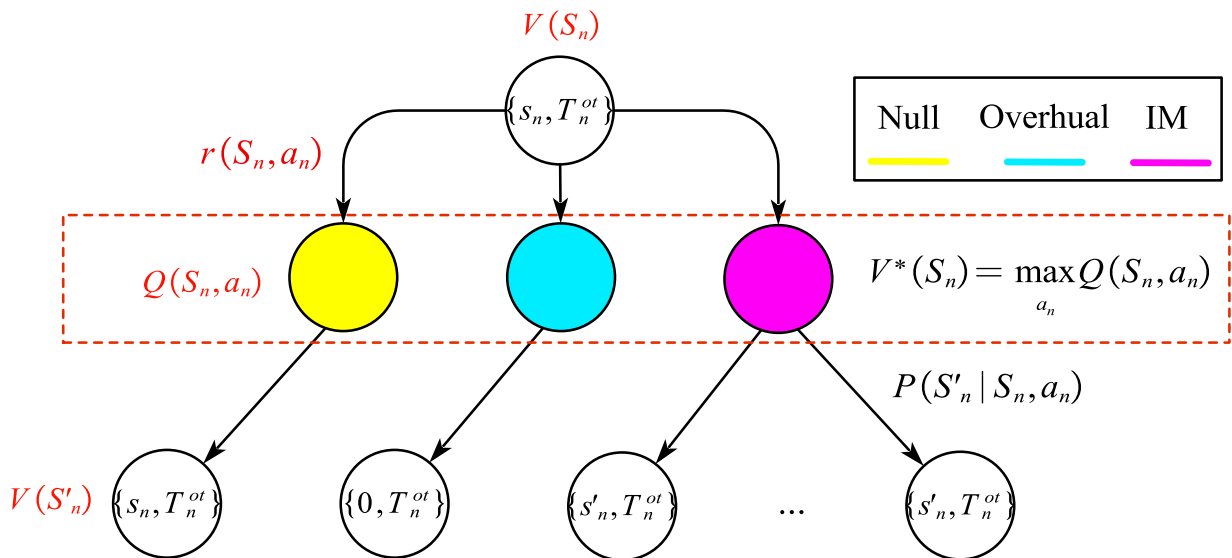 V(S_n)
{s_n, T_n^{ot}}
Null Overhual IM
r(S_n, a_n)
Q(S_n, a_n)
V*(S_n) = max_{a_n} Q(S_n, a_n)
P(S'_n | S_n, a_n)
V(S'_n)
{s_n, T_n^{ot}}
{0, T_n^{ot}}
{s'_n, T_n^{ot}}
...
{s'_n, T_n^{ot}}